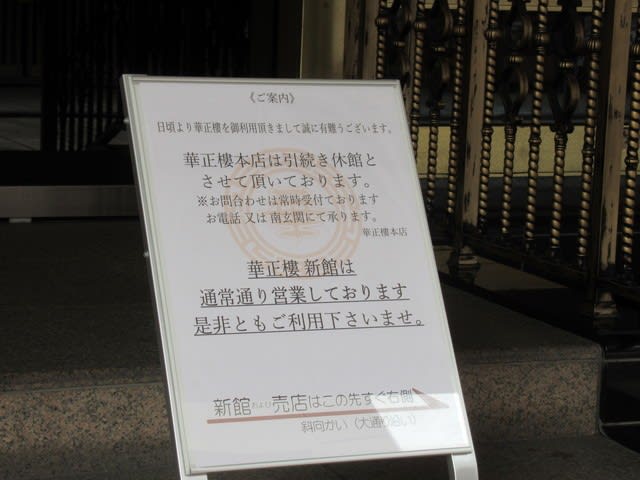 《ご案内》
日頃より華正樓を御利用頂きまして誠に有難うございます。
華正樓本店は引続き休館と
させて頂いております。
※お問合わせは常時受付ております
お電話 又は 南玄関にて承ります。
華正樓本店
華正樓 新館は
通常通り営業しております
是非ともご利用下さいませ。
新館および売店はこの先すぐ右側
斜向かい（大通り沿い）